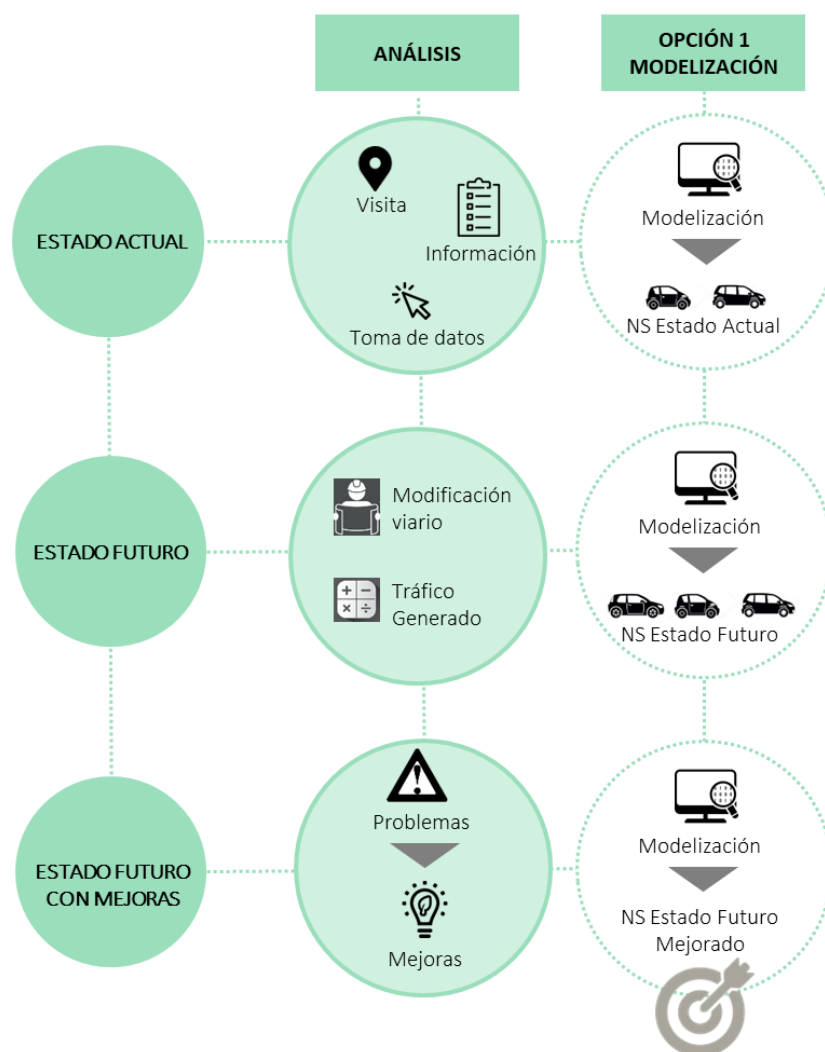 ANÁLISIS
OPCIÓN 1
MODELIZACIÓN
ESTADO ACTUAL
Visita
Información
Toma de datos
Modelización
NS Estado Actual
ESTADO FUTURO
Modificación
viario
Tráfico
Generado
Modelización
NS Estado Futuro
ESTADO FUTURO
CON MEJORAS
Problemas
Mejoras
Modelización
NS Estado Futuro
Mejorado